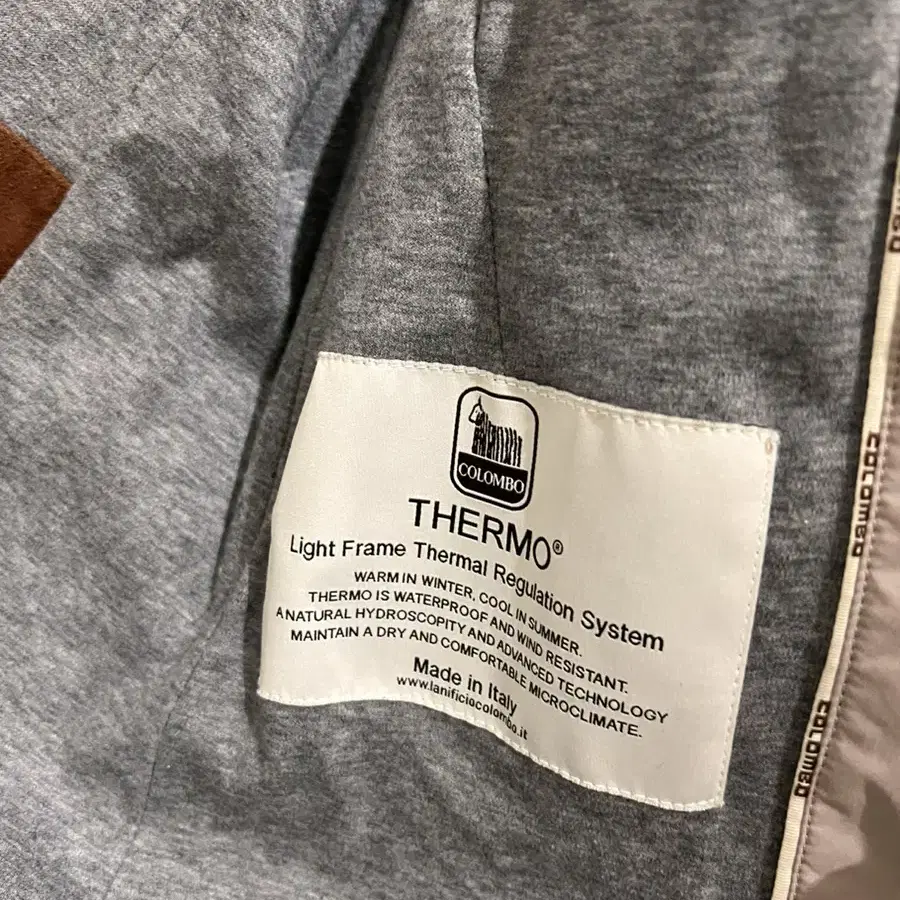 COLOMBO
THERMO®
Light Frame Thermal Regulation System
WARM IN WINTER, COOL IN SUMMER.
THERMO IS WATERPROOF AND WIND RESISTANT.
A NATURAL HYDROSCOPITY AND ADVANCED TECHNOLOGY
MAINTAIN A DRY AND COMFORTABLE MICROCLIMATE.
Made in Italy
www.lanificiocolombo.it
COLOMBO
COLOMBO